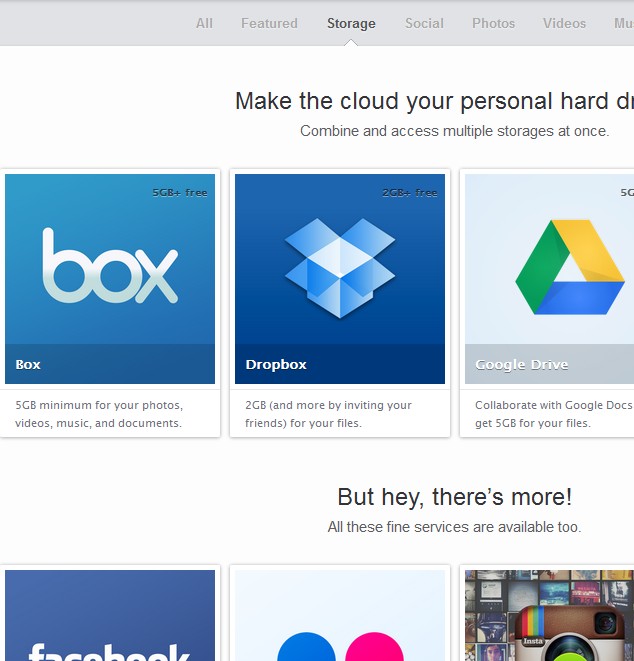 All Featured Storage Social Photos Videos
Make the cloud your personal hard
Combine and access multiple storages at once.
5GB+ free
2GB+ free
box
Box
Dropbox
Google Drive
5GB minimum for your photos,
videos, music, and documents.
2GB (and more by inviting your
friends) for your files.
Collaborate with Google Docs
get 5GB for your files.
But hey, there's more!
All these fine services are available too.
facebook
Insta